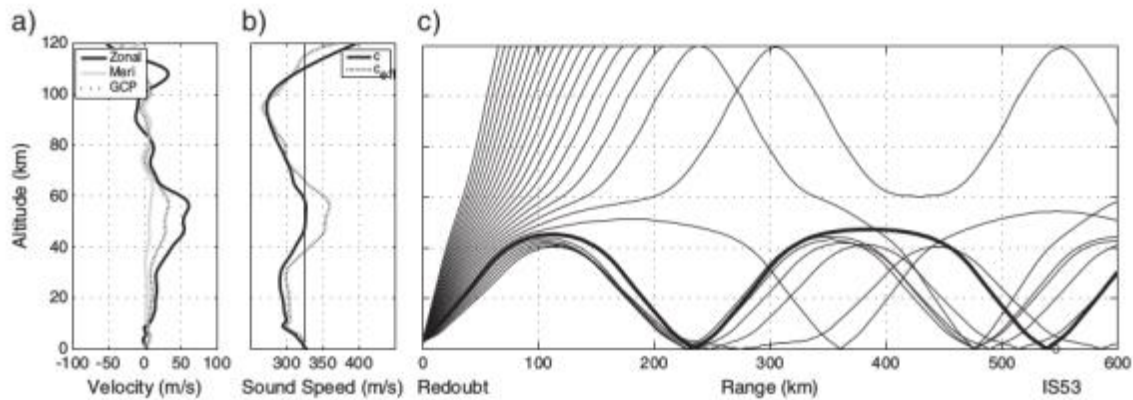 a)
b)
c)
120
100
80
60
40
20
0
Altitude (km)
Zonal
Meri
GCP
c
c_eff
-100 -50 0 50 100
300 350 400 450
0 100 200 300 400 500 600
Velocity (m/s)
Sound Speed (m/s)
Redoubt
Range (km)
IS53